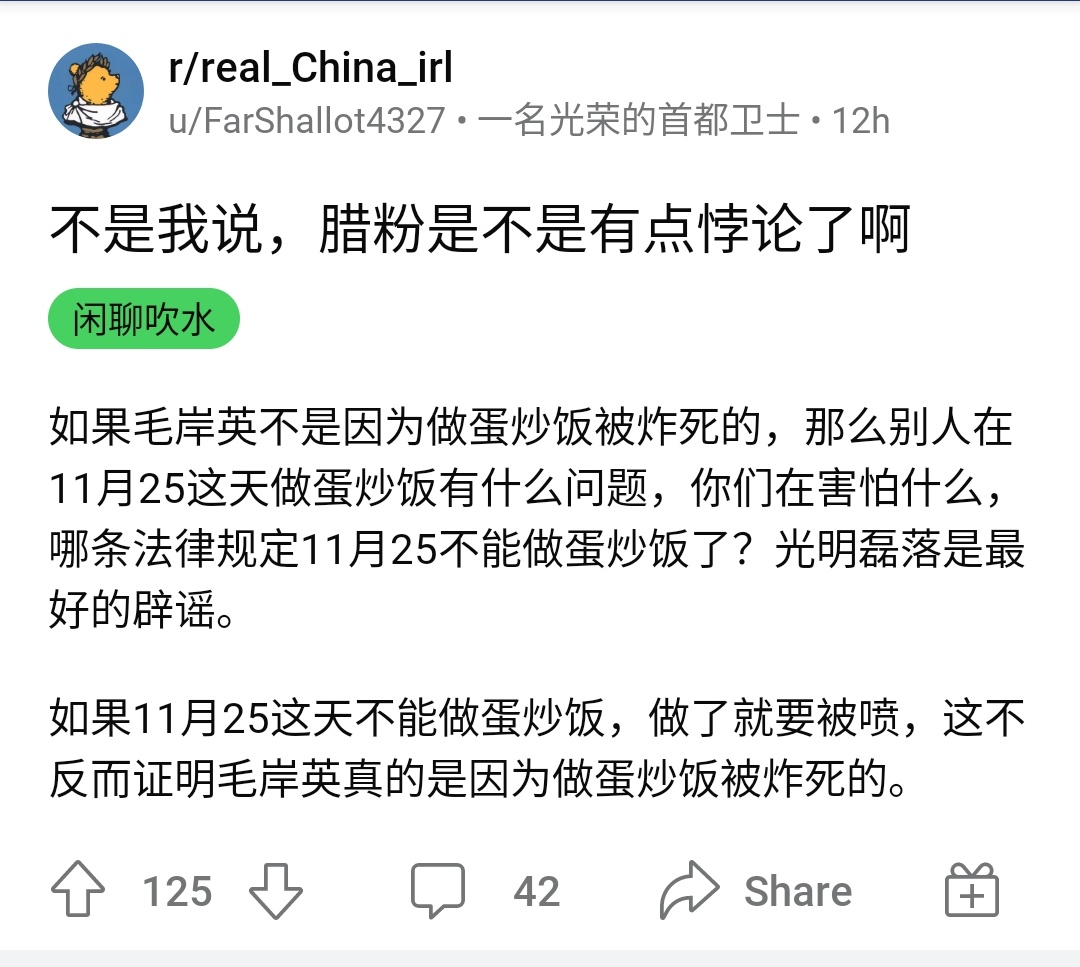 r/real_China_irl
u/FarShallot4327 • 一名光荣的首都卫士 • 12h
不是我说，腊粉是不是有点悖论了啊
闲聊吹水
如果毛岸英不是因为做蛋炒饭被炸死的，那么别人在
11月25这天做蛋炒饭有什么问题，你们在害怕什么，
哪条法律规定11月25不能做蛋炒饭了？光明磊落是最
好的辟谣。
如果11月25这天不能做蛋炒饭，做了就要被喷，这不
反而证明毛岸英真的是因为做蛋炒饭被炸死的。
125 42 Share